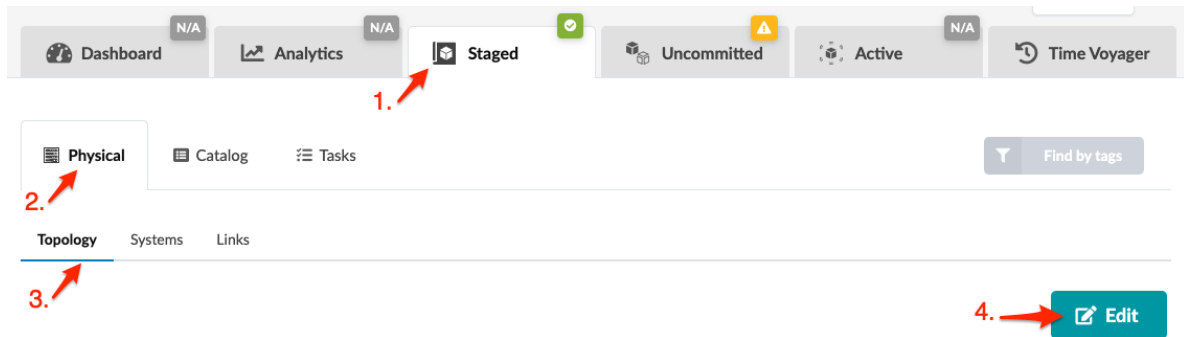 N/A N/A N/A
Dashboard Analytics Staged Uncommitted Active Time Voyager
1.
Physical Catalog Tasks Find by tags
2.
Topology Systems Links
3.
4. Edit